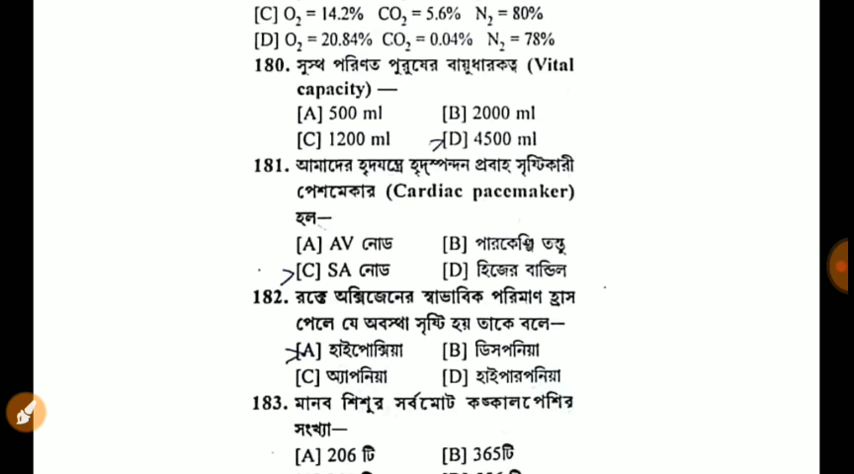 [C] O₂ = 14.2% CO₂ = 5.6% N₂ = 80%
[D] O₂ = 20.84% CO₂ = 0.04% N₂ = 78%
180. সুস্থ পরিণত পুরুষের বায়ুধারকত্ব (Vital
capacity) —
[A] 500 ml [B] 2000 ml
[C] 1200 ml [D] 4500 ml
181. আমাদের হৃদযন্ত্রে হৃদ্‌স্পন্দন প্রবাহ সৃষ্টিকারী
পেশমেকার (Cardiac pacemaker)
হল—
[A] AV নোড [B] পারকেঞ্জি তন্তু
[C] SA নোড [D] হিজের বান্ডিল
182. রক্তে অক্সিজেনের স্বাভাবিক পরিমাণ হ্রাস
পেলে যে অবস্থা সৃষ্টি হয় তাকে বলে—
[A] হাইপোক্সিয়া [B] ডিসপনিয়া
[C] অ্যাপনিয়া [D] হাইপারপনিয়া
183. মানব শিশুর সর্বমোট কঙ্কালপেশির
সংখ্যা—
[A] 206 টি [B] 365টি